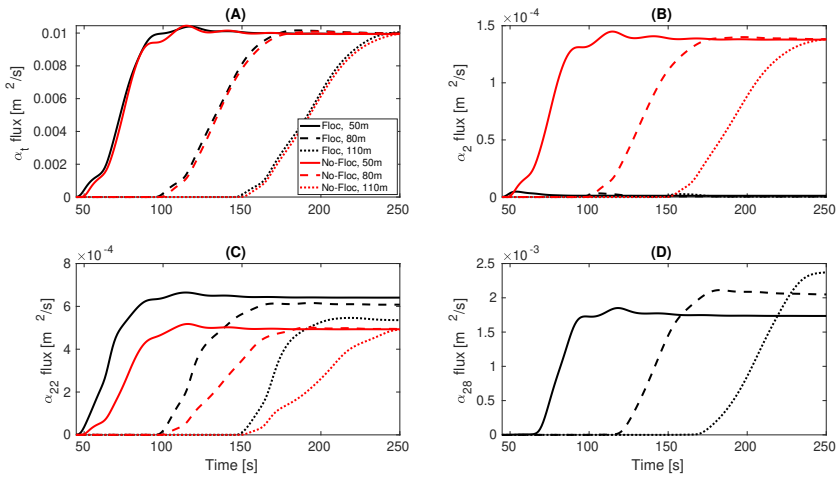 (A)
0.01
0.008
0.006
0.004
0.002
0
α_t flux [m^2/s]
50 100 150 200 250
Floc, 50m
Floc, 80m
Floc, 110m
No-Floc, 50m
No-Floc, 80m
No-Floc, 110m
(B)
×10^-4
1.5
1
0.5
0
α_2 flux [m^2/s]
50 100 150 200 250
(C)
×10^-4
8
6
4
2
0
α_22 flux [m^2/s]
50 100 150 200 250
Time [s]
(D)
×10^-3
2.5
2
1.5
1
0.5
0
α_28 flux [m^2/s]
50 100 150 200 250
Time [s]